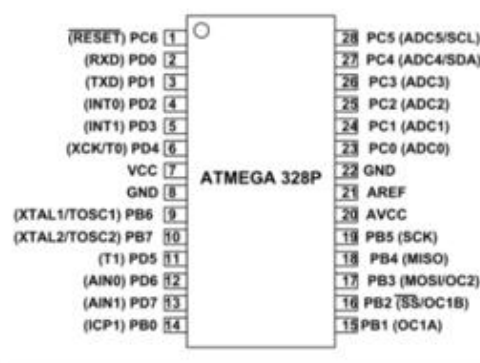 (RESET) PC6 1
(RXD) PD0 2
(TXD) PD1 3
(INT0) PD2 4
(INT1) PD3 5
(XCK/T0) PD4 6
VCC 7
GND 8
(XTAL1/TOSC1) PB6 9
(XTAL2/TOSC2) PB7 10
(T1) PD5 11
(AIN0) PD6 12
(AIN1) PD7 13
(ICP1) PB0 14
ATMEGA 328P
28 PC5 (ADC5/SCL)
27 PC4 (ADC4/SDA)
26 PC3 (ADC3)
25 PC2 (ADC2)
24 PC1 (ADC1)
23 PC0 (ADC0)
22 GND
21 AREF
20 AVCC
19 PB5 (SCK)
18 PB4 (MISO)
17 PB3 (MOSI/OC2)
16 PB2 (SS/OC1B)
15 PB1 (OC1A)